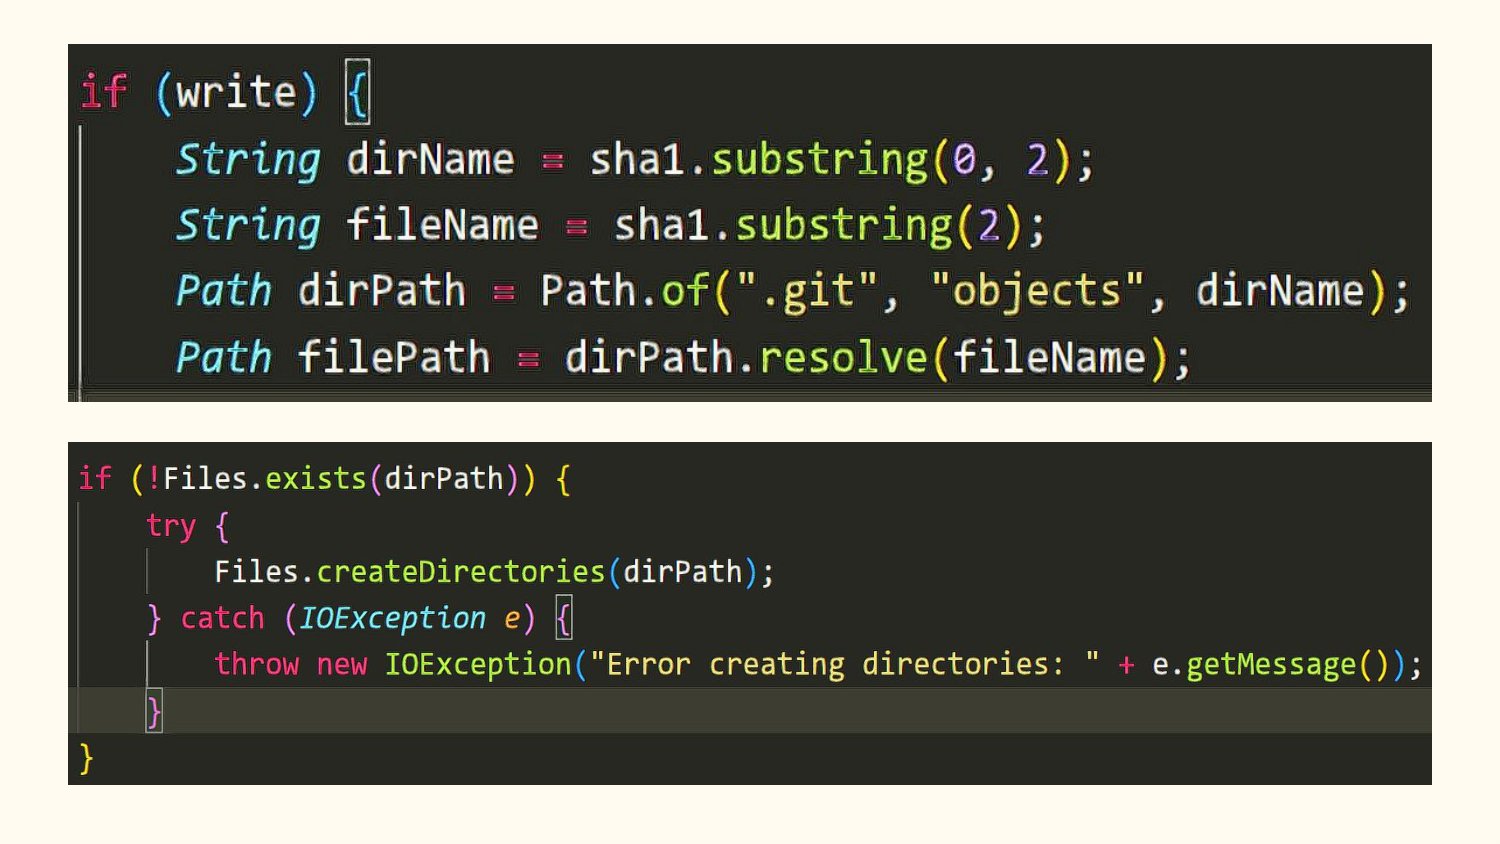 if (write) {
String dirName = sha1.substring(0, 2);
String fileName = sha1.substring(2);
Path dirPath = Path.of(".git", "objects", dirName);
Path filePath = dirPath.resolve(fileName);
if (!Files.exists(dirPath)) {
try {
Files.createDirectories(dirPath);
} catch (IOException e) {
throw new IOException("Error creating directories: " + e.getMessage());
}
}